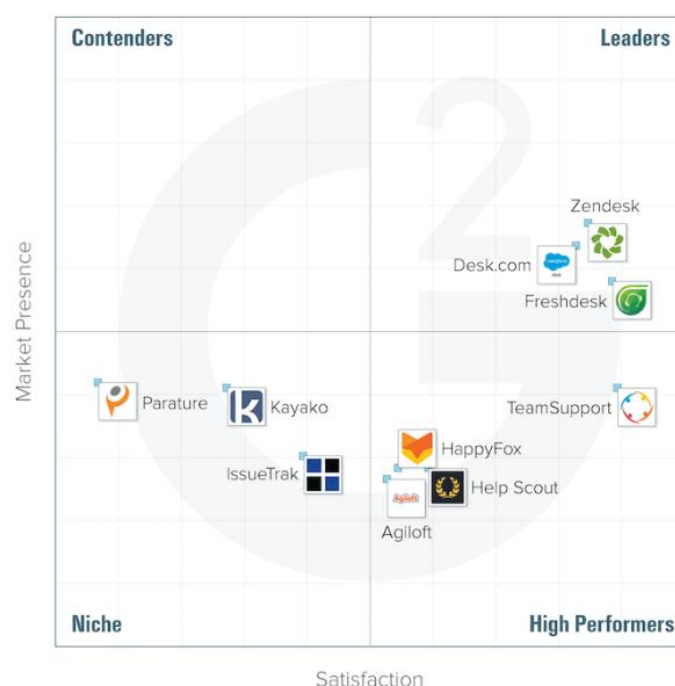 Contenders
Leaders
Zendesk
Desk.com
Freshdesk
Market Presence
Parature
Kayako
TeamSupport
HappyFox
IssueTrak
Help Scout
Agiloft
Agiloft
Niche
High Performers
Satisfaction